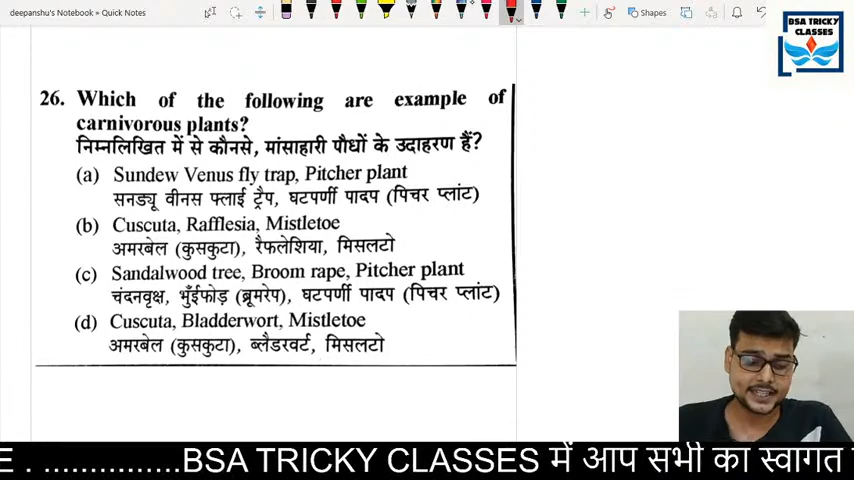 deepanshu's Notebook » Quick Notes
Shapes
BSA TRICKY
CLASSES
26. Which of the following are example of
carnivorous plants?
निम्नलिखित में से कौनसे, मांसाहारी पौधों के उदाहरण हैं?
(a) Sundew Venus fly trap, Pitcher plant
सनड्यू वीनस फ्लाई ट्रैप, घटपर्णी पादप (पिचर प्लांट)
(b) Cuscuta, Rafflesia, Mistletoe
अमरबेल (कुसकुटा), रैफलेशिया, मिसलटो
(c) Sandalwood tree, Broom rape, Pitcher plant
चंदनवृक्ष, भुँईफोड़ (ब्रूमरेप), घटपर्णी पादप (पिचर प्लांट)
(d) Cuscuta, Bladderwort, Mistletoe
अमरबेल (कुसकुटा), ब्लैडरवर्ट, मिसलटो
E . ...............BSA TRICKY CLASSES में आप सभी का स्वागत